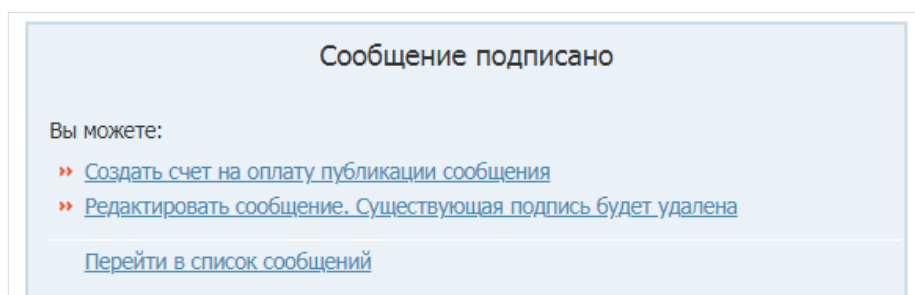 Сообщение подписано
Вы можете:
Создать счет на оплату публикации сообщения
Редактировать сообщение. Существующая подпись будет удалена
Перейти в список сообщений